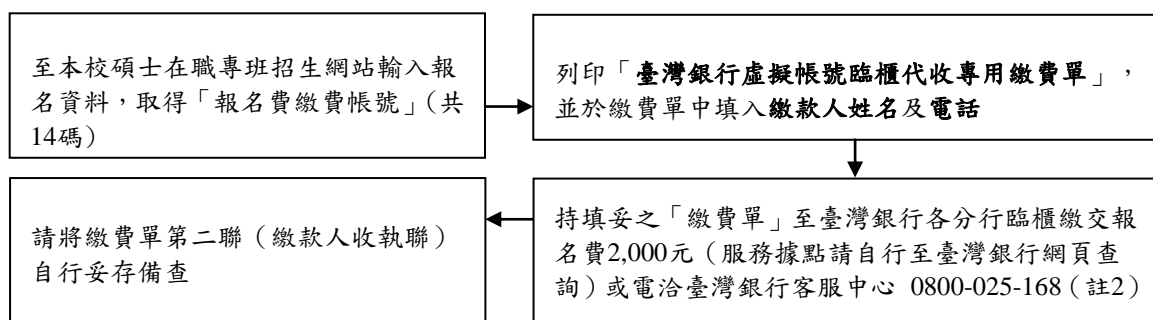 至本校碩士在職專班招生網站輸入報
名資料，取得「報名費繳費帳號」（共
14碼）
列印「臺灣銀行虛擬帳號臨櫃代收專用繳費單」，
並於繳費單中填入繳款人姓名及電話
持填妥之「繳費單」至臺灣銀行各分行臨櫃繳交報
名費2,000元（服務據點請自行至臺灣銀行網頁查
詢）或電洽臺灣銀行客服中心 0800-025-168（註2）
請將繳費單第二聯（繳款人收執聯）
自行妥存備查